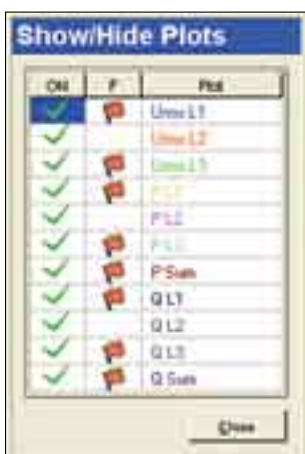 Show/Hide Plots
ON F Plot
Urms L1
Urms L2
Urms L3
P L1
P L2
P L3
P Sum
Q L1
Q L2
Q L3
Q Sum
Close